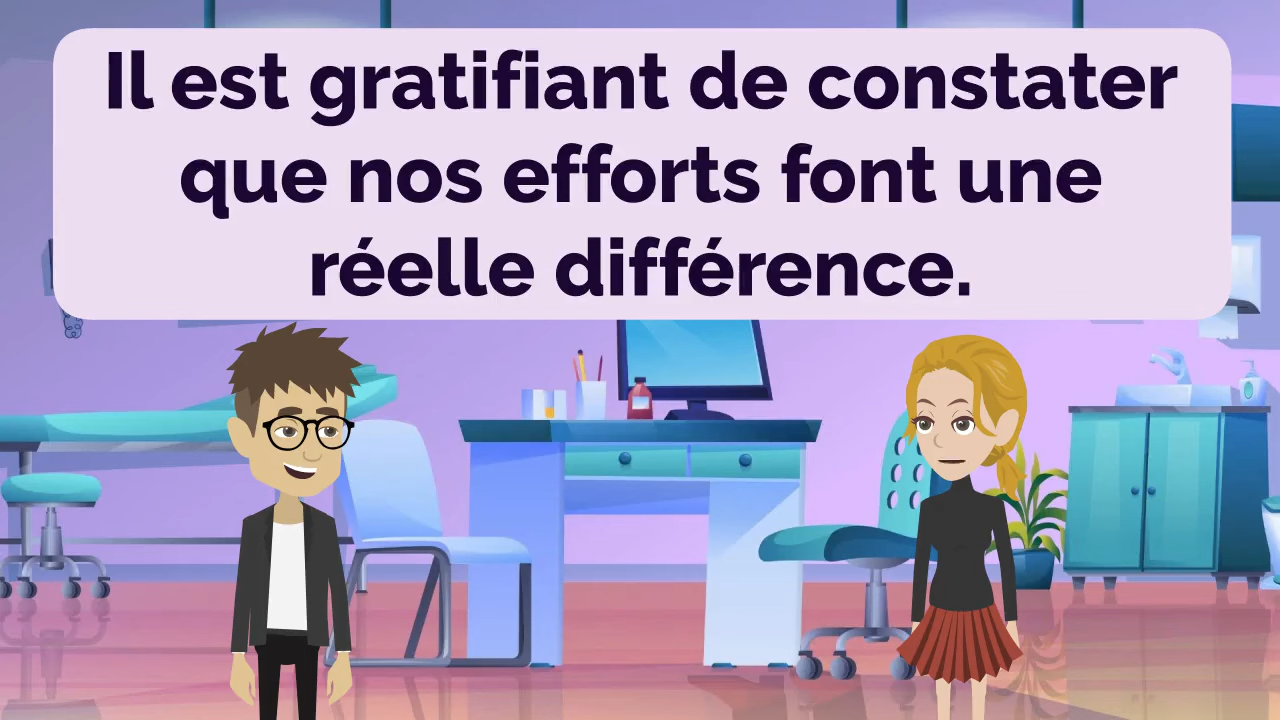 Il est gratifiant de constater
que nos efforts font une
réelle différence.